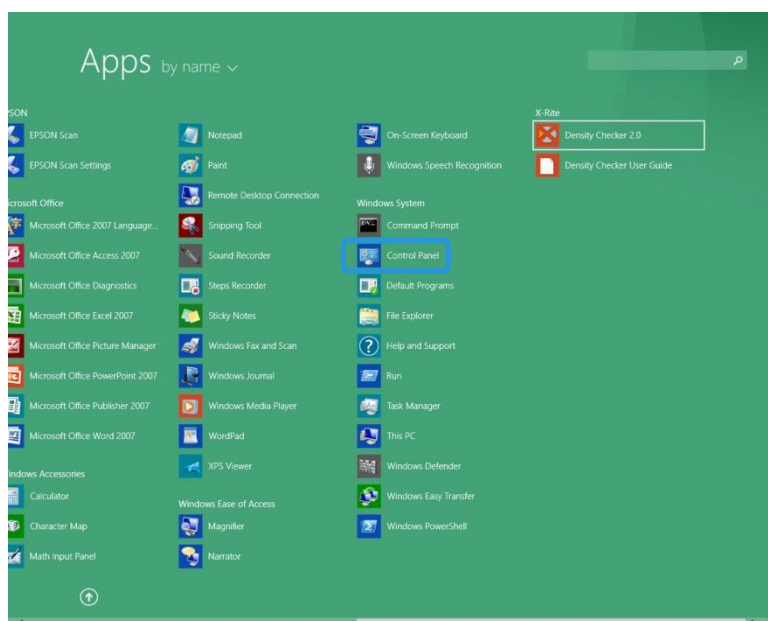 Apps by name
PSON
EPSON Scan
EPSON Scan Settings
icrosoft Office
Microsoft Office 2007 Language...
Microsoft Office Access 2007
Microsoft Office Diagnostics
Microsoft Office Excel 2007
Microsoft Office Picture Manager
Microsoft Office PowerPoint 2007
Microsoft Office Publisher 2007
Microsoft Office Word 2007
indows Accessories
Calculator
Character Map
Math Input Panel
Notepad
Paint
Remote Desktop Connection
Snipping Tool
Sound Recorder
Steps Recorder
Sticky Notes
Windows Fax and Scan
Windows Journal
Windows Media Player
WordPad
XPS Viewer
Windows Ease of Access
Magnifier
Narrator
On-Screen Keyboard
Windows Speech Recognition
Windows System
Command Prompt
Control Panel
Default Programs
File Explorer
Help and Support
Run
Task Manager
This PC
Windows Defender
Windows Easy Transfer
Windows PowerShell
X-Rite
Density Checker 2.0
Density Checker User Guide